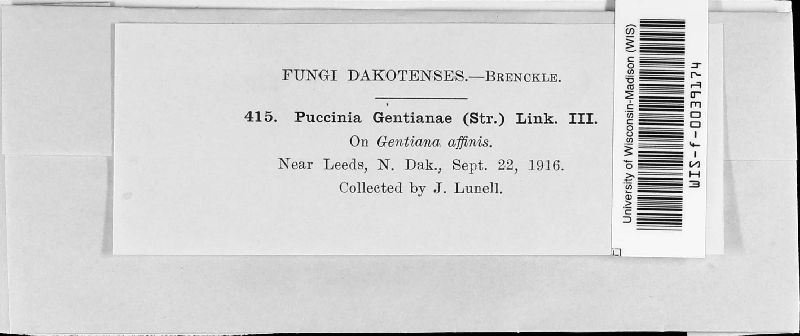 FUNGI DAKOTENSES.—BRENCKLE.
415. Puccinia Gentianae (Str.) Link. III.
On Gentiana affinis.
Near Leeds, N. Dak., Sept. 22, 1916.
Collected by J. Lunell.
University of Wisconsin-Madison (WIS)
WIS-f-0039124